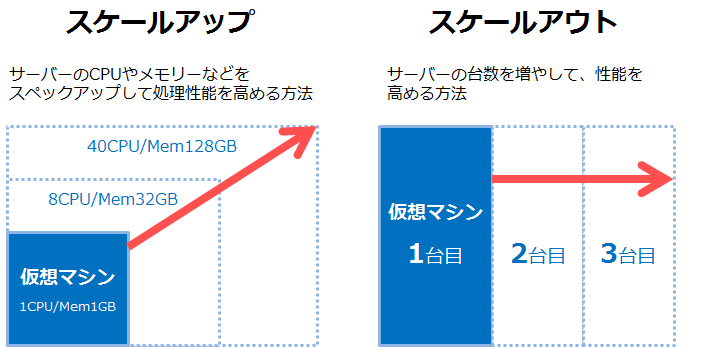 スケールアップ
サーバーのCPUやメモリーなどを
スペックアップして処理性能を高める方法
40CPU/Mem128GB
8CPU/Mem32GB
仮想マシン
1CPU/Mem1GB
スケールアウト
サーバーの台数を増やして、性能を
高める方法
仮想マシン
1台目
2台目
3台目